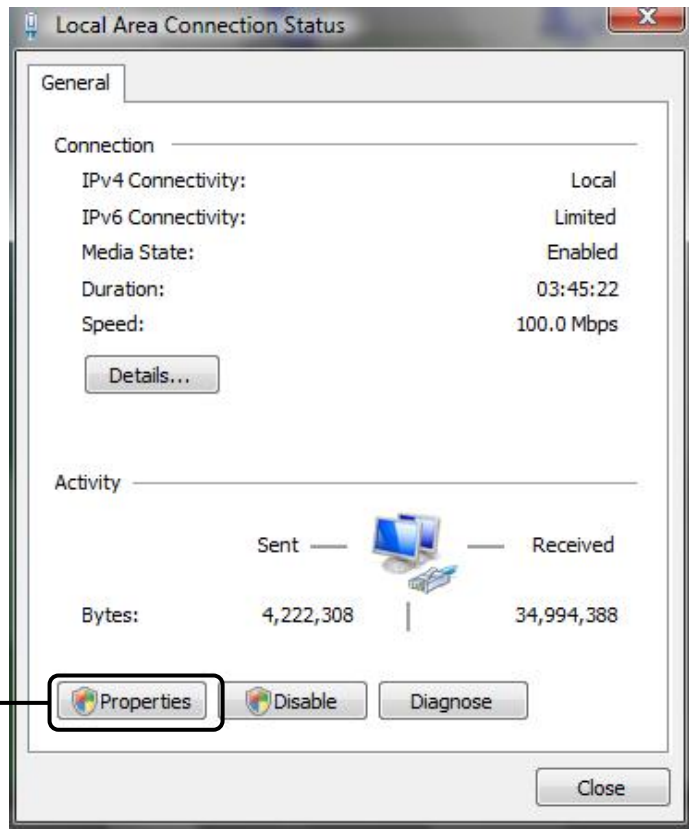 Local Area Connection Status
General
Connection
IPv4 Connectivity: Local
IPv6 Connectivity: Limited
Media State: Enabled
Duration: 03:45:22
Speed: 100.0 Mbps
Details...
Activity
Sent Received
Bytes: 4,222,308 34,994,388
Properties Disable Diagnose
Close